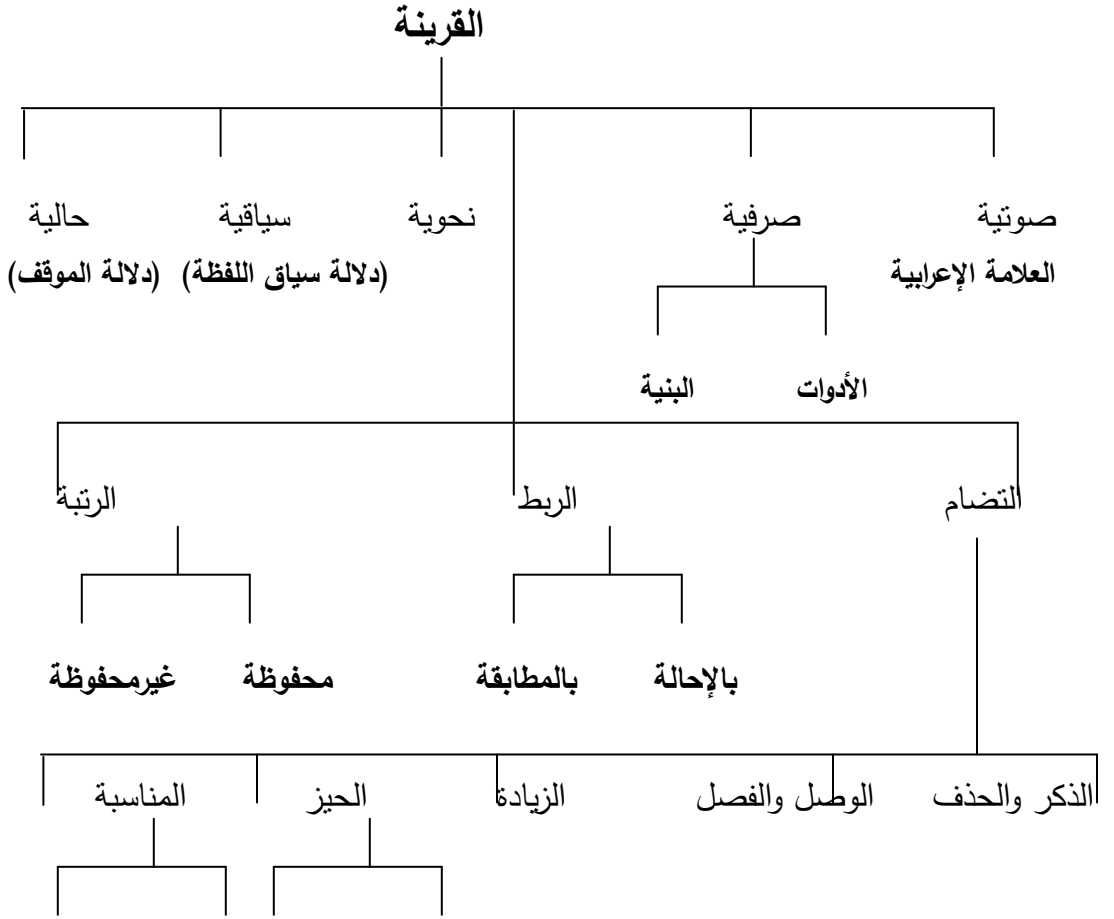 القرينة
صوتية صرفية نحوية سياقية حالية
العلامة الإعرابية (دلالة سياق اللفظة) (دلالة الموقف)
الأدوات البنية
التضام الربط الرتبة
بالإحالة بالمطابقة محفوظة غيرمحفوظة
الذكر والحذف الوصل والفصل الزيادة الحيز المناسبة